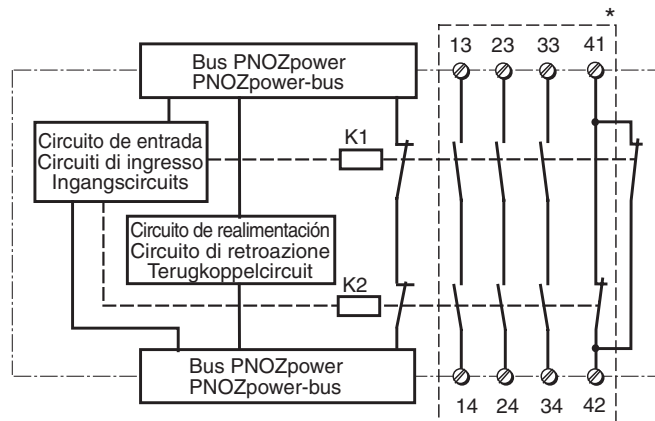 *
13 23 33 41
Bus PNOZpower
PNOZpower-bus
Circuito de entrada
Circuiti di ingresso
Ingangscircuits
K1
Circuito de realimentación
Circuito di retroazione
Terugkoppelcircuit
K2
Bus PNOZpower
PNOZpower-bus
14 24 34 42